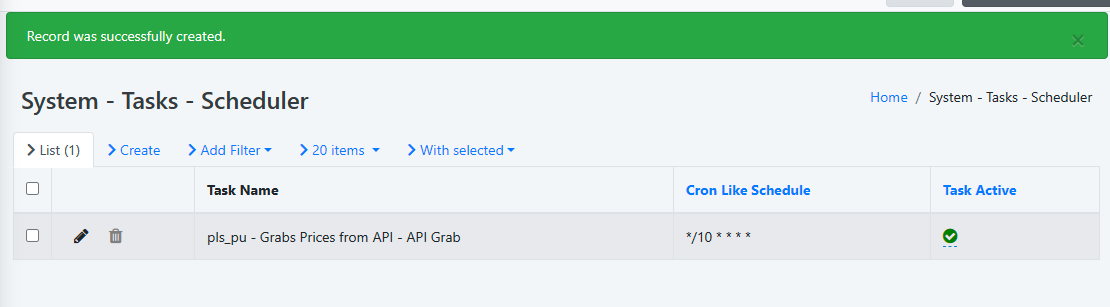 Record was successfully created.
×
System - Tasks - Scheduler
Home / System - Tasks - Scheduler
List (1) Create Add Filter 20 items With selected
Task Name Cron Like Schedule Task Active
pls_pu - Grabs Prices from API - API Grab */10 * * * *